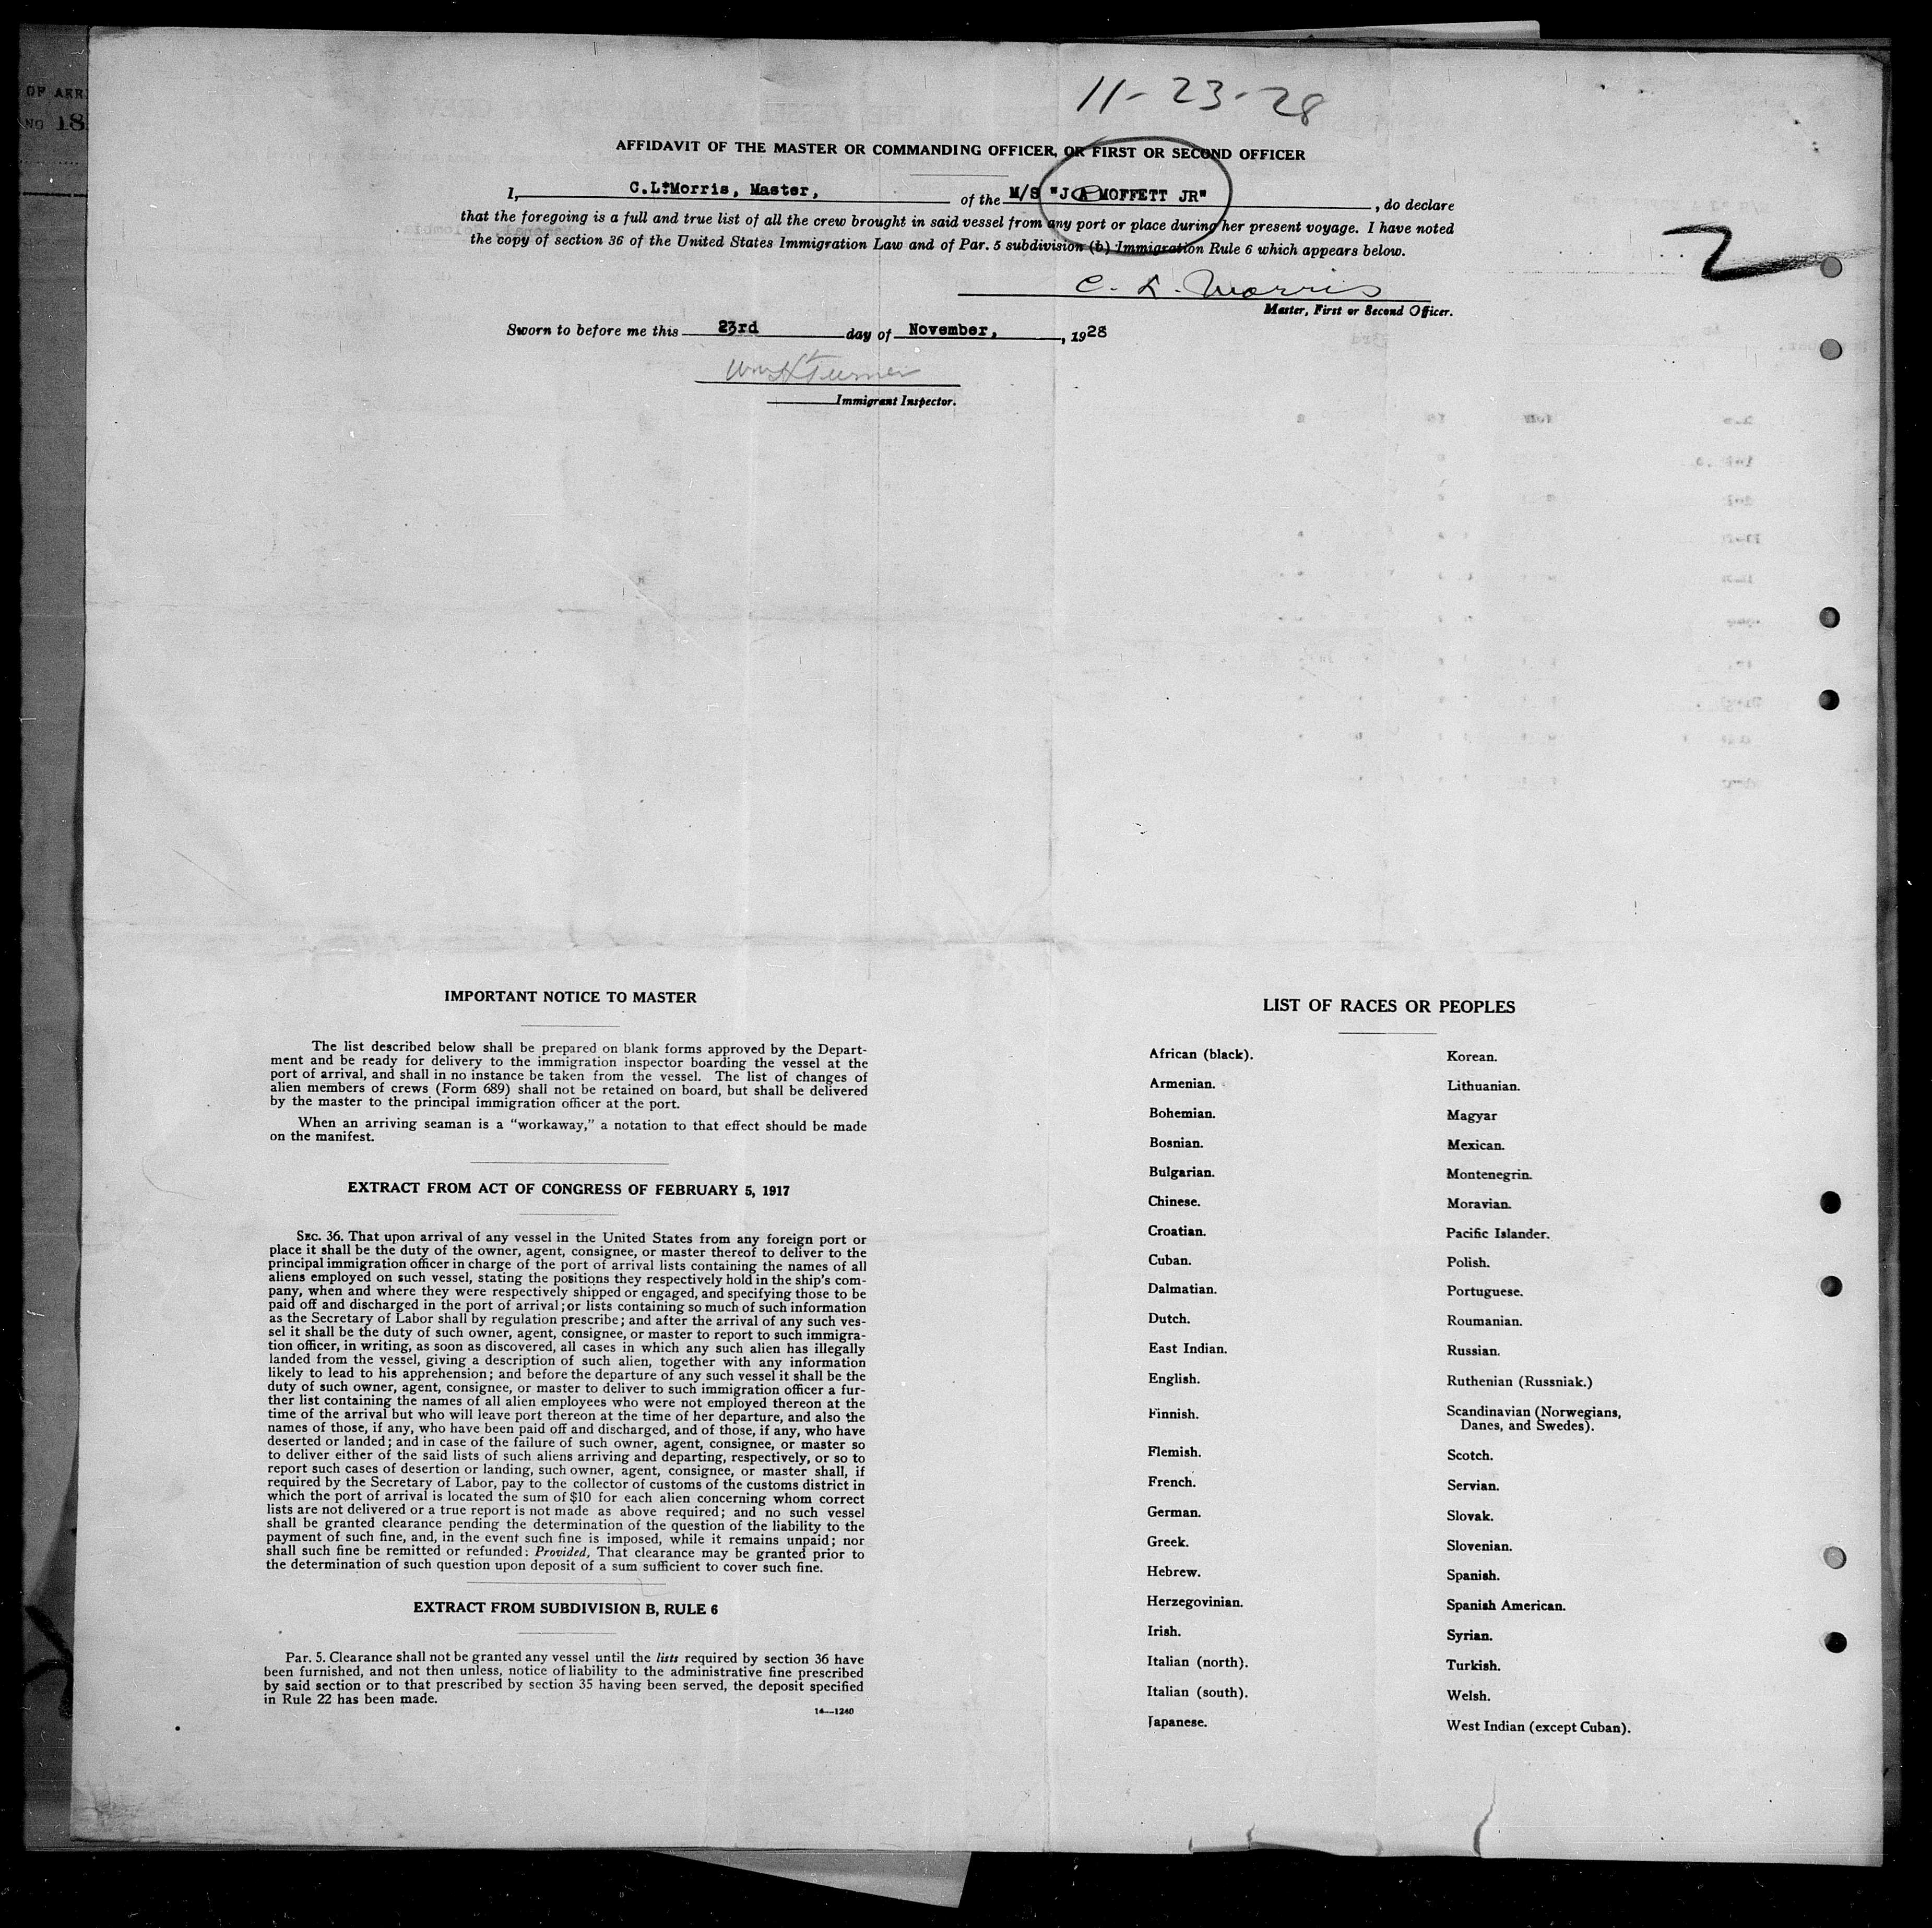 OF ARR
NO 18
11-23-28
AFFIDAVIT OF THE MASTER OR COMMANDING OFFICER, OR FIRST OR SECOND OFFICER
I, C.L.Morris, Master, of the M/S "J A MOFFETT JR", do declare
that the foregoing is a full and true list of all the crew brought in said vessel from any port or place during her present voyage. I have noted
the copy of section 36 of the United States Immigration Law and of Par. 5 subdivision (b) Immigration Rule 6 which appears below.
2
C. L. Morris
Master, First or Second Officer.
Sworn to before me this 23rd day of November, , 1928
Wm H Turner
Immigrant Inspector.
IMPORTANT NOTICE TO MASTER
The list described below shall be prepared on blank forms approved by the Depart-
ment and be ready for delivery to the immigration inspector boarding the vessel at the
port of arrival, and shall in no instance be taken from the vessel. The list of changes of
alien members of crews (Form 689) shall not be retained on board, but shall be delivered
by the master to the principal immigration officer at the port.
When an arriving seaman is a "workaway," a notation to that effect should be made
on the manifest.
EXTRACT FROM ACT OF CONGRESS OF FEBRUARY 5, 1917
SEC. 36. That upon arrival of any vessel in the United States from any foreign port or
place it shall be the duty of the owner, agent, consignee, or master thereof to deliver to the
principal immigration officer in charge of the port of arrival lists containing the names of all
aliens employed on such vessel, stating the positions they respectively hold in the ship's com-
pany, when and where they were respectively shipped or engaged, and specifying those to be
paid off and discharged in the port of arrival; or lists containing so much of such information
as the Secretary of Labor shall by regulation prescribe; and after the arrival of any such ves-
sel it shall be the duty of such owner, agent, consignee, or master to report to such immigra-
tion officer, in writing, as soon as discovered, all cases in which any such alien has illegally
landed from the vessel, giving a description of such alien, together with any information
likely to lead to his apprehension; and before the departure of any such vessel it shall be the
duty of such owner, agent, consignee, or master to deliver to such immigration officer a fur-
ther list containing the names of all alien employees who were not employed thereon at the
time of the arrival but who will leave port thereon at the time of her departure, and also the
names of those, if any, who have been paid off and discharged, and of those, if any, who have
deserted or landed; and in case of the failure of such owner, agent, consignee, or master so
to deliver either of the said lists of such aliens arriving and departing, respectively, or so to
report such cases of desertion or landing, such owner, agent, consignee, or master shall, if
required by the Secretary of Labor, pay to the collector of customs of the customs district in
which the port of arrival is located the sum of $10 for each alien concerning whom correct
lists are not delivered or a true report is not made as above required; and no such vessel
shall be granted clearance pending the determination of the question of the liability to the
payment of such fine, and, in the event such fine is imposed, while it remains unpaid; nor
shall such fine be remitted or refunded: Provided, That clearance may be granted prior to
the determination of such question upon deposit of a sum sufficient to cover such fine.
EXTRACT FROM SUBDIVISION B, RULE 6
Par. 5. Clearance shall not be granted any vessel until the lists required by section 36 have
been furnished, and not then unless, notice of liability to the administrative fine prescribed
by said section or to that prescribed by section 35 having been served, the deposit specified
in Rule 22 has been made.
14—1240
LIST OF RACES OR PEOPLES
African (black).
Armenian.
Bohemian.
Bosnian.
Bulgarian.
Chinese.
Croatian.
Cuban.
Dalmatian.
Dutch.
East Indian.
English.
Finnish.
Flemish.
French.
German.
Greek.
Hebrew.
Herzegovinian.
Irish.
Italian (north).
Italian (south).
Japanese.
Korean.
Lithuanian.
Magyar
Mexican.
Montenegrin.
Moravian.
Pacific Islander.
Polish.
Portuguese.
Roumanian.
Russian.
Ruthenian (Russniak.)
Scandinavian (Norwegians,
Danes, and Swedes).
Scotch.
Servian.
Slovak.
Slovenian.
Spanish.
Spanish American.
Syrian.
Turkish.
Welsh.
West Indian (except Cuban).